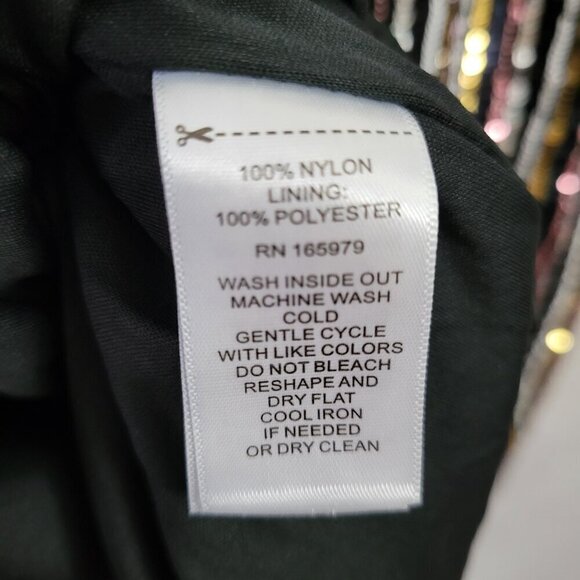 100% NYLON
LINING:
100% POLYESTER
RN 165979
WASH INSIDE OUT
MACHINE WASH
COLD
GENTLE CYCLE
WITH LIKE COLORS
DO NOT BLEACH
RESHAPE AND
DRY FLAT
COOL IRON
IF NEEDED
OR DRY CLEAN